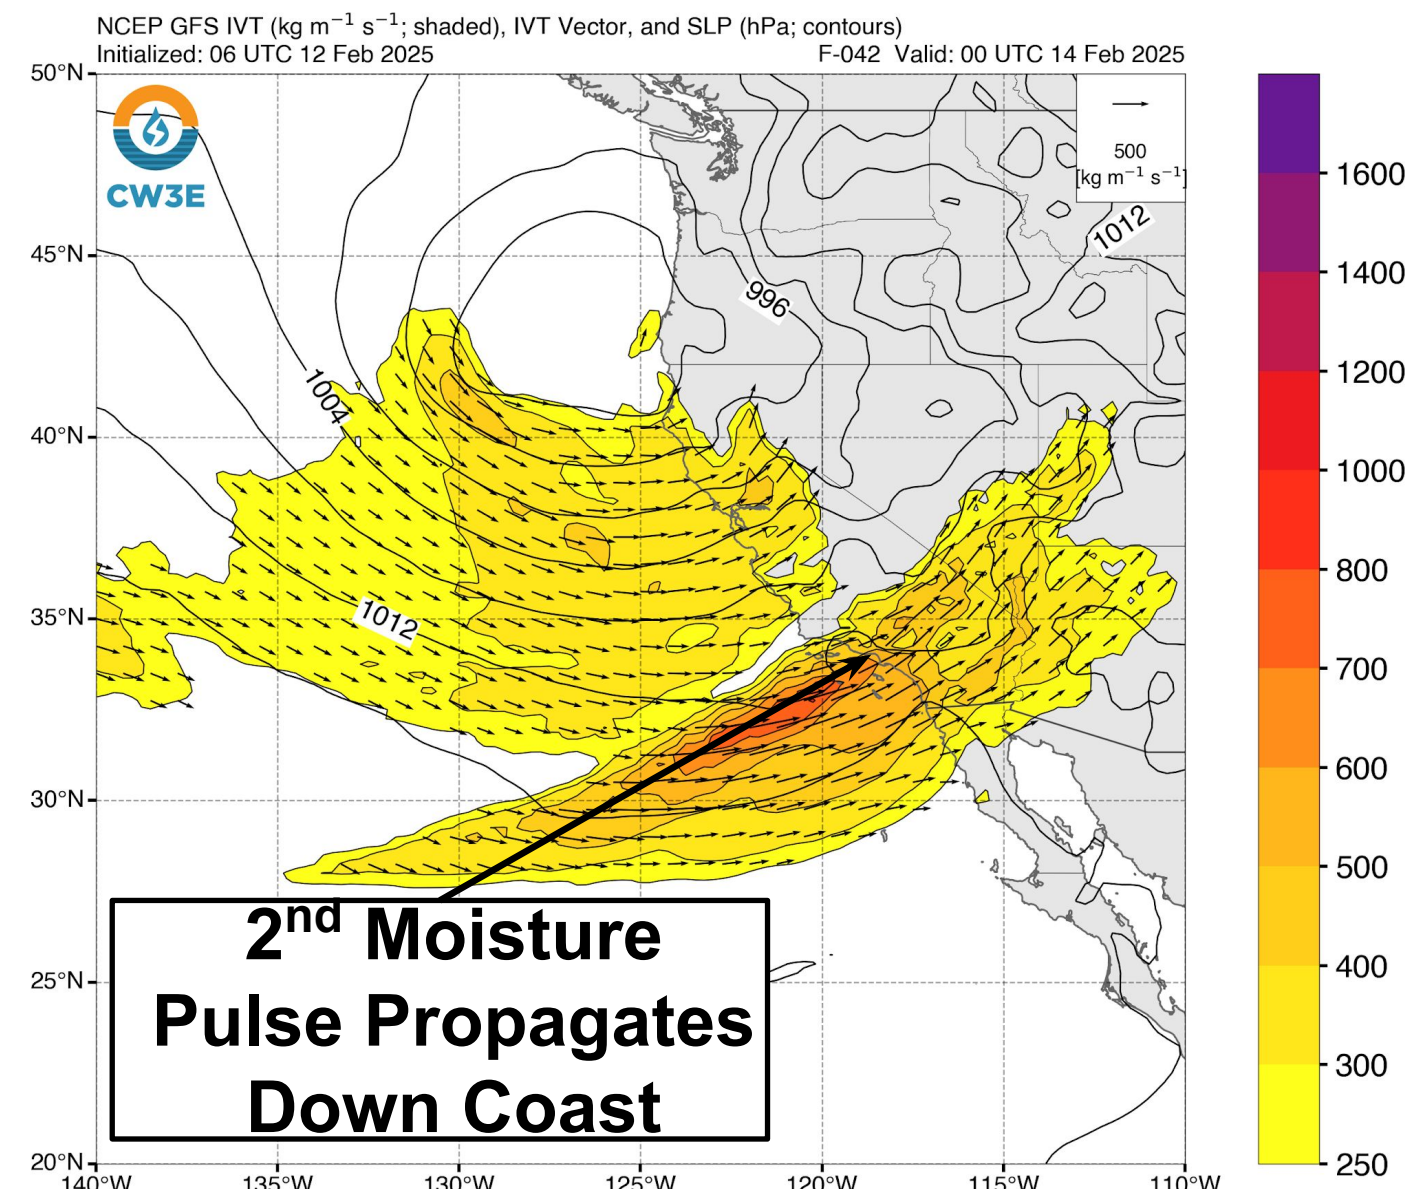 NCEP GFS IVT (kg m⁻¹ s⁻¹; shaded), IVT Vector, and SLP (hPa; contours)
Initialized: 06 UTC 12 Feb 2025 F-042 Valid: 00 UTC 14 Feb 2025
50°N
CW3E
500
[kg m⁻¹ s⁻¹]
1600
1012
45°N
1400
996
1200
1004
40°N
1000
800
1012
35°N
700
600
30°N
500
2nd Moisture
Pulse Propagates
Down Coast
400
25°N
300
20°N
250
140°W 135°W 130°W 125°W 120°W 115°W 110°W